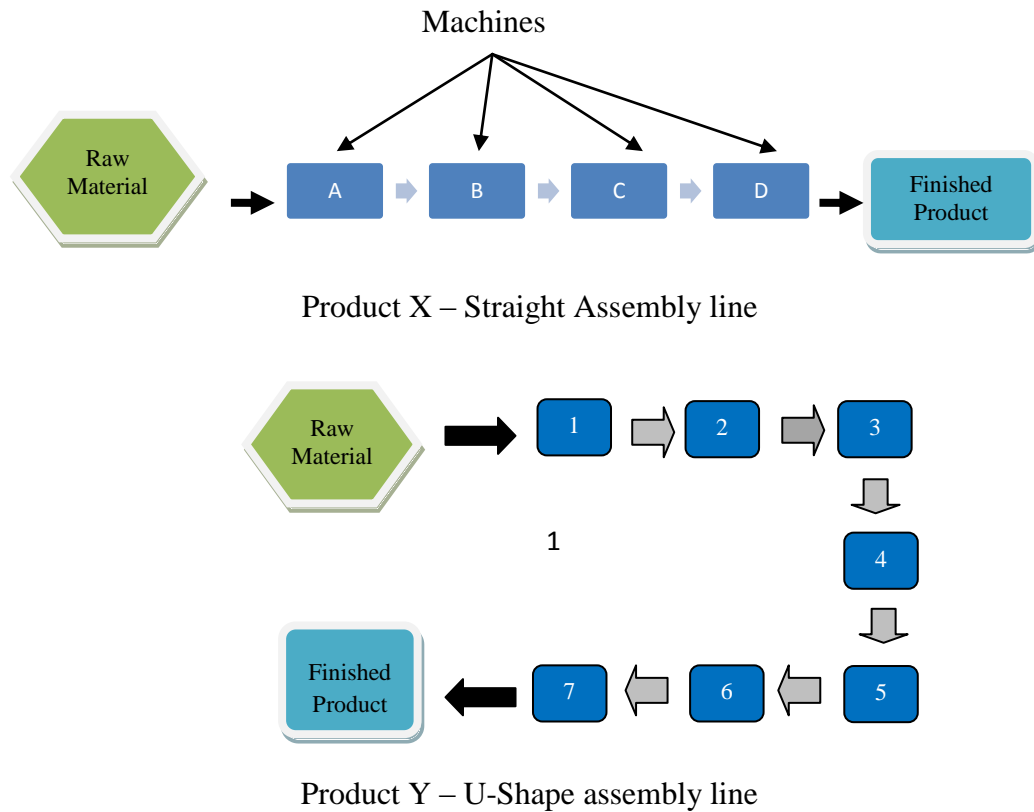 Machines
Raw
Material
A
B
C
D
Finished
Product
Product X – Straight Assembly line
Raw
Material
1
2
3
1
4
Finished
Product
7
6
5
Product Y – U-Shape assembly line